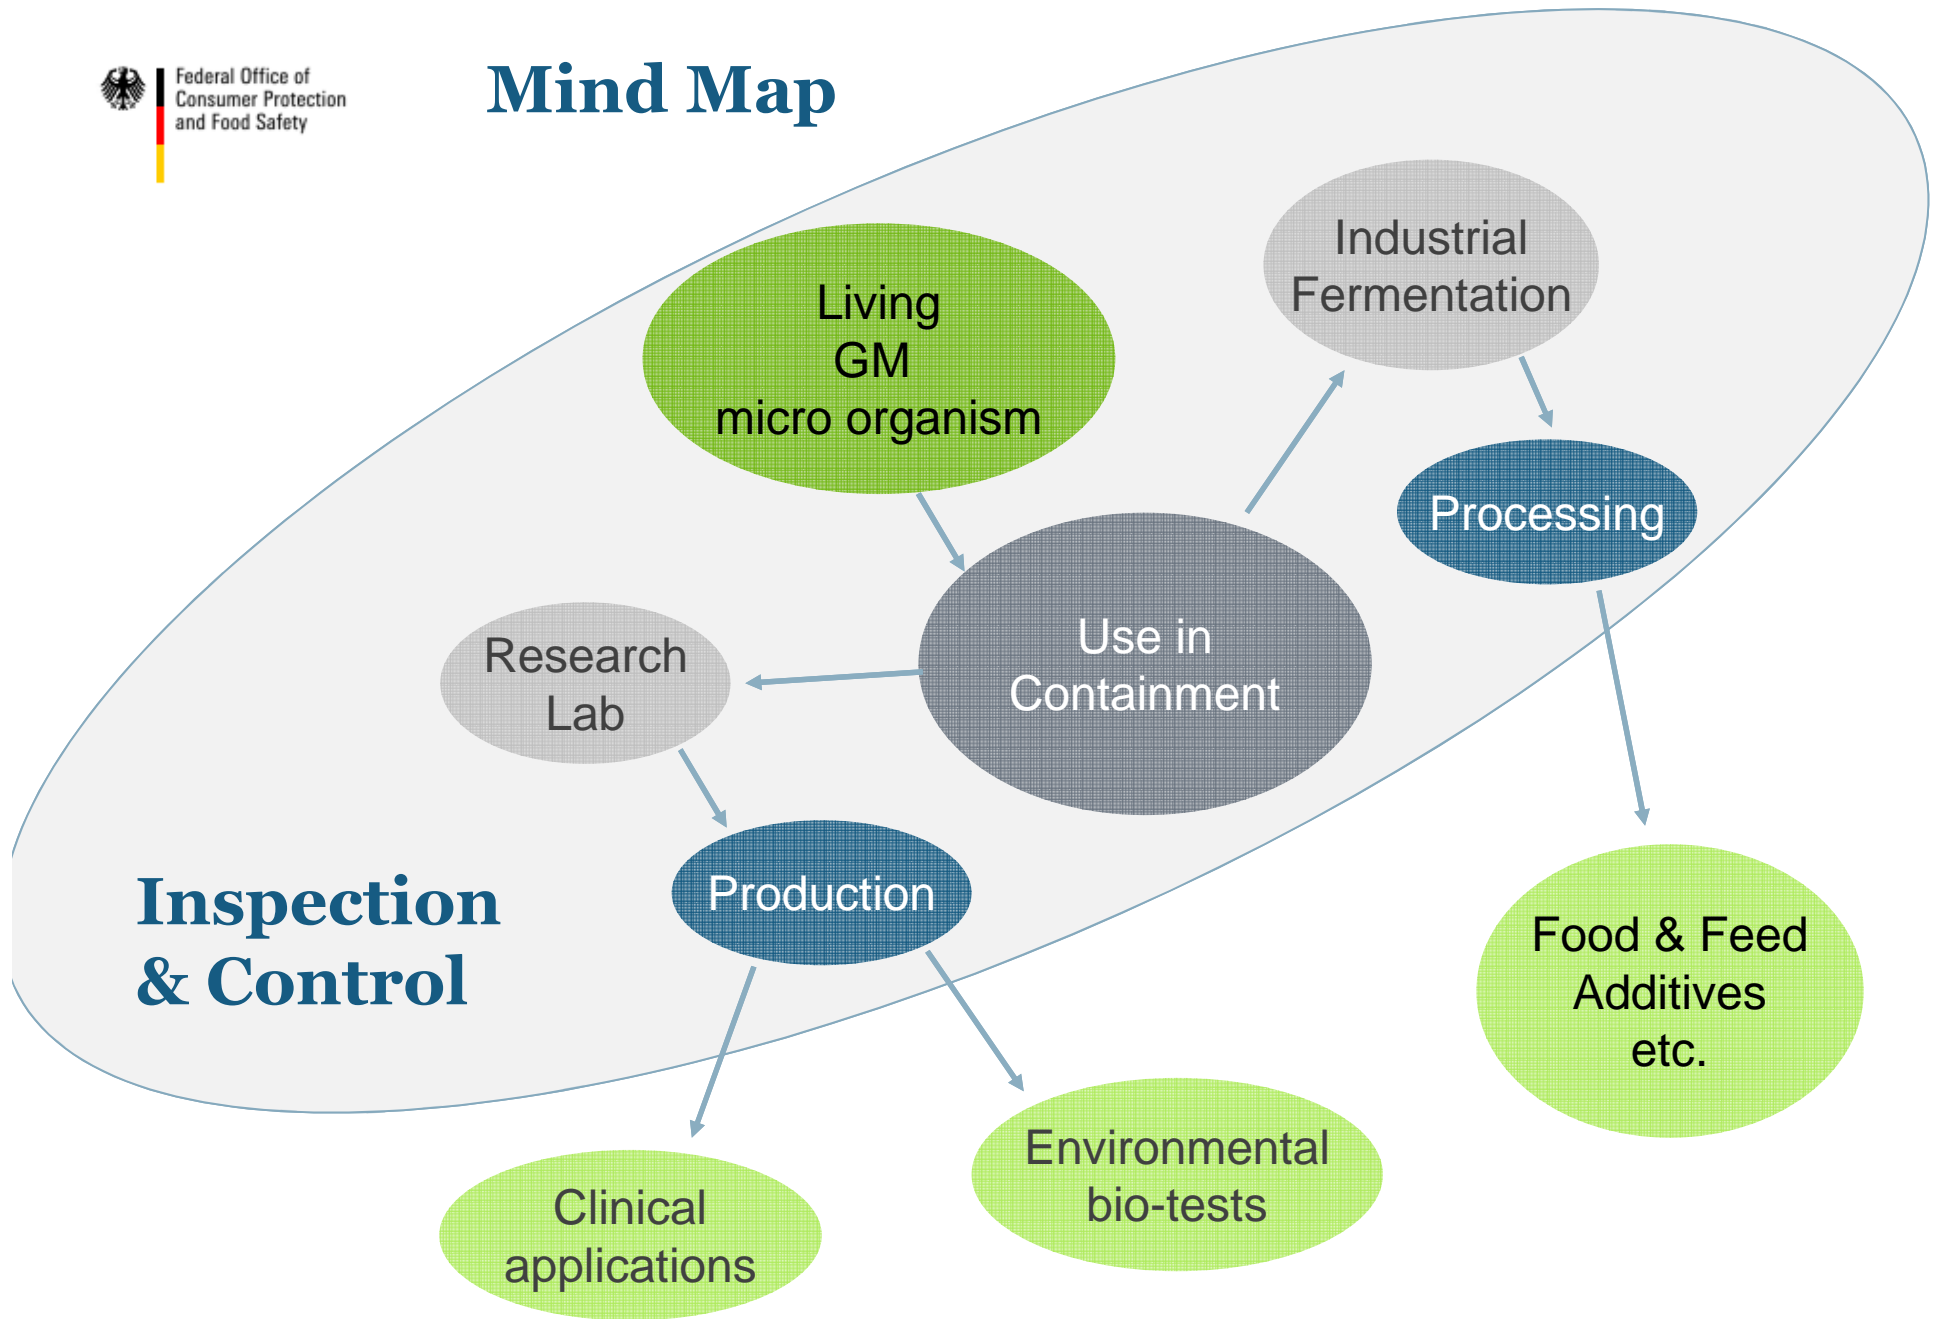 Federal Office of
Consumer Protection
and Food Safety
Mind Map
Industrial
Fermentation
Living
GM
micro organism
Processing
Use in
Containment
Research
Lab
Production
Inspection
& Control
Food & Feed
Additives
etc.
Environmental
bio-tests
Clinical
applications